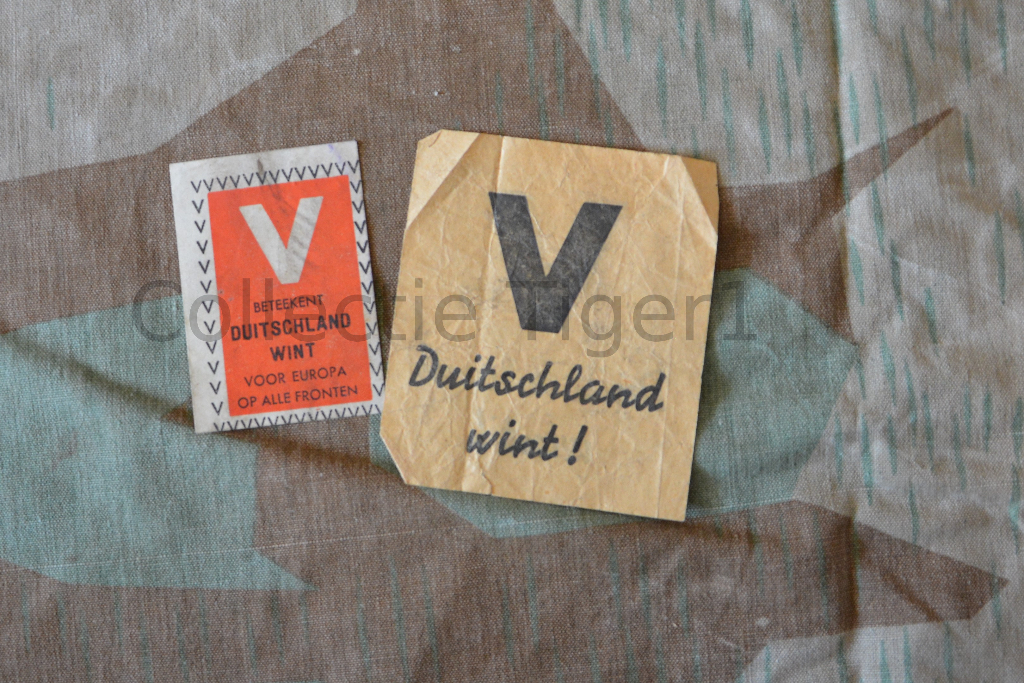 V
BETEEKENT
DUITSCHLAND
WINT
VOOR EUROPA
OP ALLE FRONTEN
V
Duitschland
wint!
Collectie Tiger1